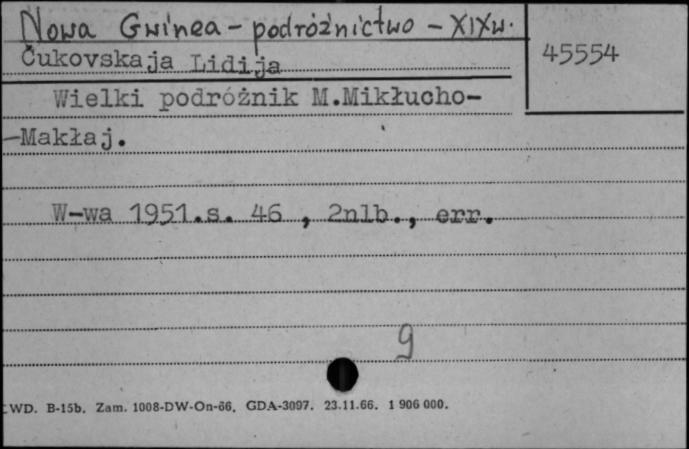 Nowa Gwinea - podróżnictwo - XIXw.
45554
Čukovskaja Lidija
Wielki podróżnik M.Mikłucho-
-Makłaj.
W-wa 1951.s. 46 , 2nlb., err.
9
WD. B-15b. Zam. 1008-DW-On-66. GDA-3097. 23.11.66. 1 906 000.